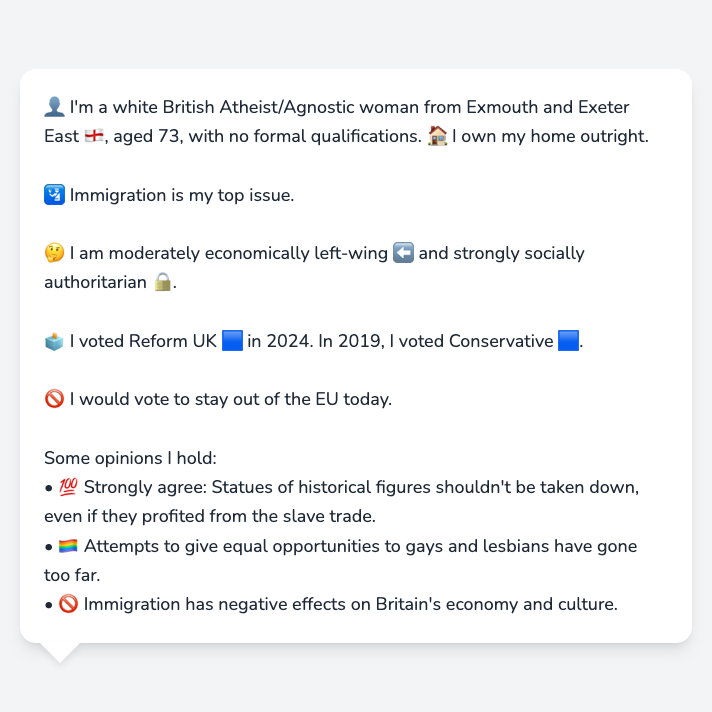 👤 I'm a white British Atheist/Agnostic woman from Exmouth and Exeter
East 🏴󠁧󠁢󠁥󠁮󠁧󠁿, aged 73, with no formal qualifications. 🏠 I own my home outright.
🛂 Immigration is my top issue.
🤔 I am moderately economically left-wing ⬅️ and strongly socially
authoritarian 🔒.
🗳️ I voted Reform UK 🟦 in 2024. In 2019, I voted Conservative 🟦.
🚫 I would vote to stay out of the EU today.
Some opinions I hold:
• 💯 Strongly agree: Statues of historical figures shouldn't be taken down,
even if they profited from the slave trade.
• 🏳️‍🌈 Attempts to give equal opportunities to gays and lesbians have gone
too far.
• 🚫 Immigration has negative effects on Britain's economy and culture.